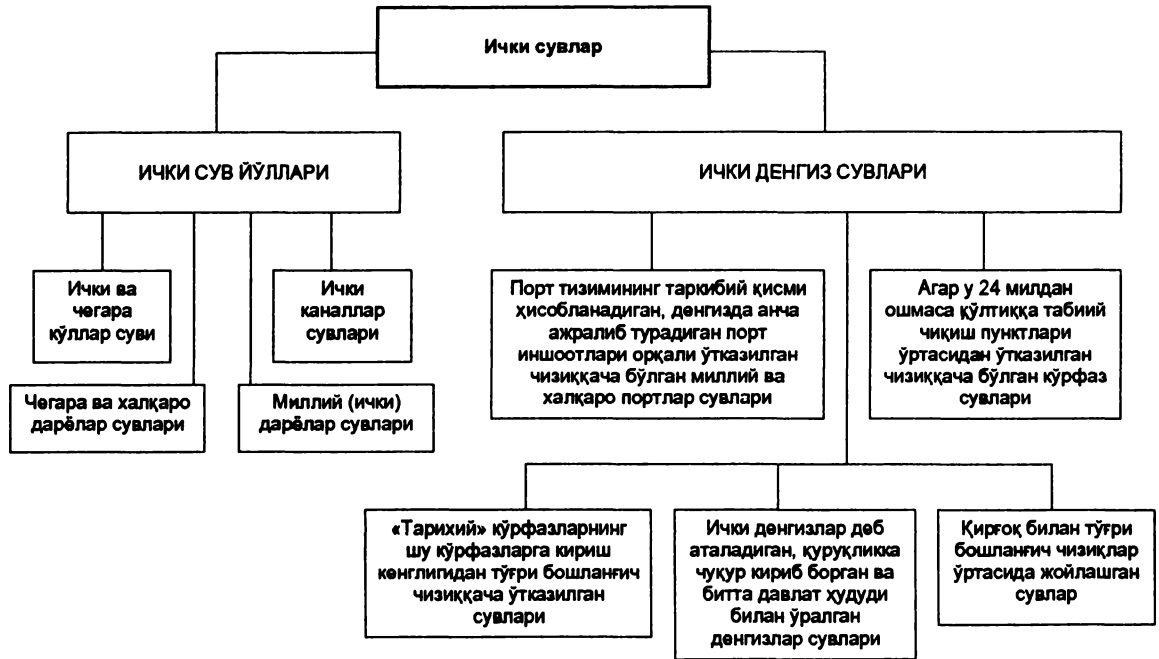 Ички сувлар
ИЧКИ СУВ ЙЎЛЛАРИ
ИЧКИ ДЕНГИЗ СУВЛАРИ
Ички ва
чегара
кўллар суви
Ички
каналлар
сувлари
Чегара ва халқаро
дарёлар сувлари
Миллий (ички)
дарёлар сувлари
Порт тизимининг таркибий қисми
ҳисобланадиган, денгизда анча
ажралиб турадиган порт
иншоотлари орқали ўтказилган
чизиққача бўлган миллий ва
халқаро портлар сувлари
Агар у 24 милдан
ошмаса қўлтиққа табиий
чиқиш пунктлари
ўртасидан ўтказилган
чизиққача бўлган кўрфаз
сувлари
«Тарихий» кўрфазларнинг
шу кўрфазларга кириш
кенглигидан тўғри бошланғич
чизиққача ўтказилган
сувлари
Ички денгизлар деб
аталадиган, қуруқликка
чуқур кириб борган ва
битта давлат ҳудуди
билан ўралган
денгизлар сувлари
Қирғоқ билан тўғри
бошланғич чизиқлар
ўртасида жойлашган
сувлар